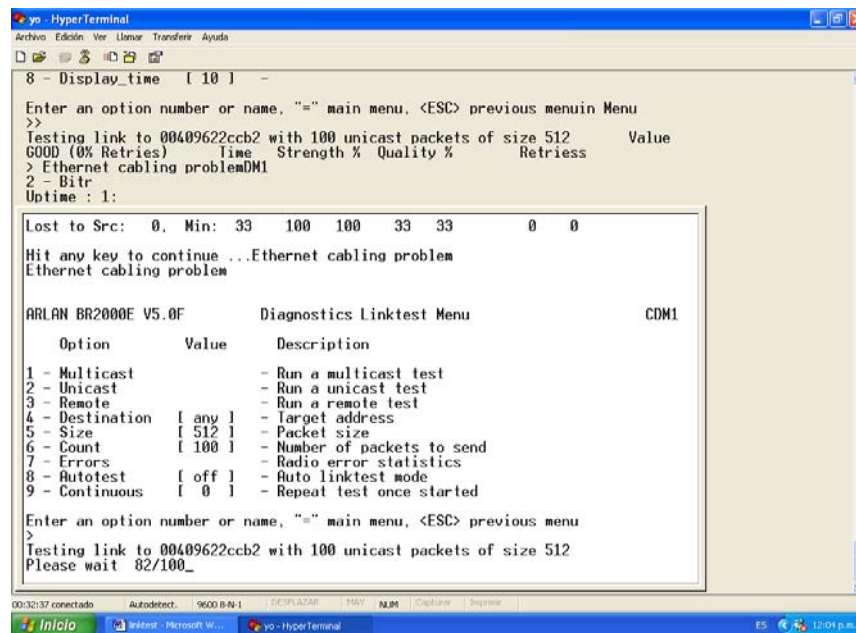 yo - HyperTerminal
Archivo Edición Ver Llamar Transferir Ayuda
8 - Display_time [ 10 ] -
Enter an option number or name, "=" main menu, <ESC> previous menuin Menu
>>
Testing link to 00409622ccb2 with 100 unicast packets of size 512 Value
GOOD (0% Retries) Time Strength % Quality % Retriess
> Ethernet cabling problemDM1
2 - Bitr
Uptime : 1:
Lost to Src: 0, Min: 33 100 100 33 33 0 0
Hit any key to continue ...Ethernet cabling problem
Ethernet cabling problem
ARLAN BR2000E V5.0F Diagnostics Linktest Menu CDM1
Option Value Description
1 - Multicast - Run a multicast test
2 - Unicast - Run a unicast test
3 - Remote - Run a remote test
4 - Destination [ any ] - Target address
5 - Size [ 512 ] - Packet size
6 - Count [ 100 ] - Number of packets to send
7 - Errors - Radio error statistics
8 - Autotest [ off ] - Auto linktest mode
9 - Continuous [ 0 ] - Repeat test once started
Enter an option number or name, "=" main menu, <ESC> previous menu
>
Testing link to 00409622ccb2 with 100 unicast packets of size 512
Please wait 82/100_
00:32:37 conectado Autodetect. 9600 8-N-1 DESPLAZAR MAY NUM Capturar Imprimir
Inicio linktest - Microsoft W... yo - HyperTerminal ES 12:04 p.m.